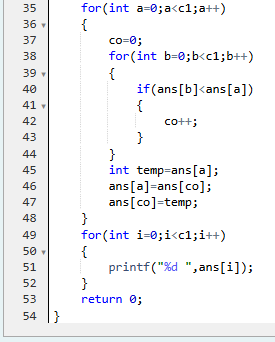 35 for(int a=0;a<c1;a++)
36 {
37 co=0;
38 for(int b=0;b<c1;b++)
39 {
40 if(ans[b]<ans[a])
41 {
42 co++;
43 }
44 }
45 int temp=ans[a];
46 ans[a]=ans[co];
47 ans[co]=temp;
48 }
49 for(int i=0;i<c1;i++)
50 {
51 printf("%d ",ans[i]);
52 }
53 return 0;
54 }